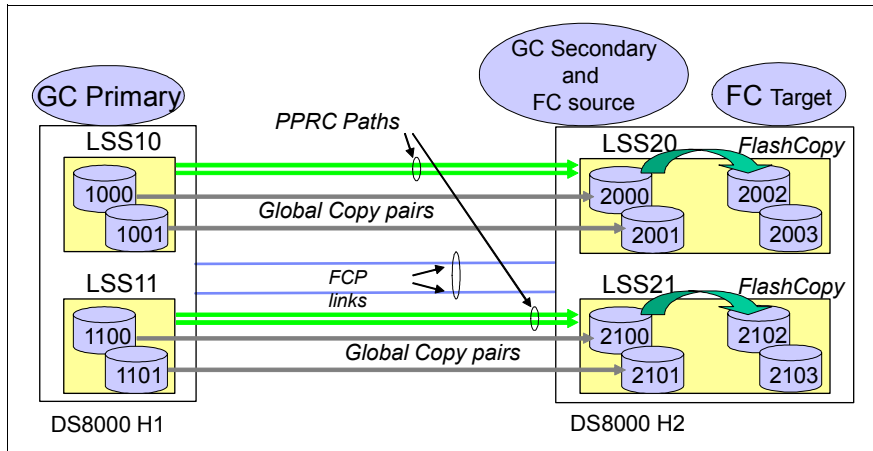 GC Primary
GC Secondary
and
FC source
FC Target
PPRC Paths
LSS10
1000
1001
Global Copy pairs
LSS20
FlashCopy
2000
2001
2002
2003
FCP
links
LSS11
1100
1101
Global Copy pairs
LSS21
FlashCopy
2100
2101
2102
2103
DS8000 H1
DS8000 H2